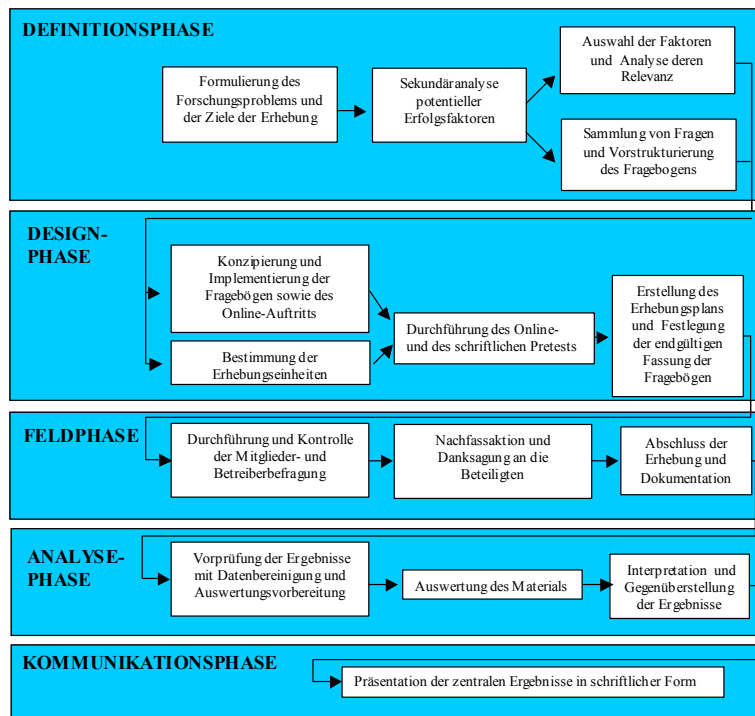 DEFINITIONSPHASE
Formulierung des
Forschungsproblems und
der Ziele der Erhebung
Sekundäranalyse
potentieller
Erfolgsfaktoren
Auswahl der Faktoren
und Analyse deren
Relevanz
Sammlung von Fragen
und Vorstrukturierung
des Fragebogens
DESIGN-
PHASE
Konzipierung und
Implementierung der
Fragebögen sowie des
Online-Auftritts
Bestimmung der
Erhebungseinheiten
Durchführung des Online-
und des schriftlichen Pretests
Erstellung des
Erhebungsplans
und Festlegung
der endgültigen
Fassung der
Fragebögen
FELDPHASE
Durchführung und Kontrolle
der Mitglieder- und
Betreiberbefragung
Nachfassaktion und
Danksagung an die
Beteiligten
Abschluss der
Erhebung und
Dokumentation
ANALYSE-
PHASE
Vorprüfung der Ergebnisse
mit Datenbereinigung und
Auswertungsvorbereitung
Auswertung des Materials
Interpretation und
Gegenüberstellung
der Ergebnisse
KOMMUNIKATIONSPHASE
Präsentation der zentralen Ergebnisse in schriftlicher Form